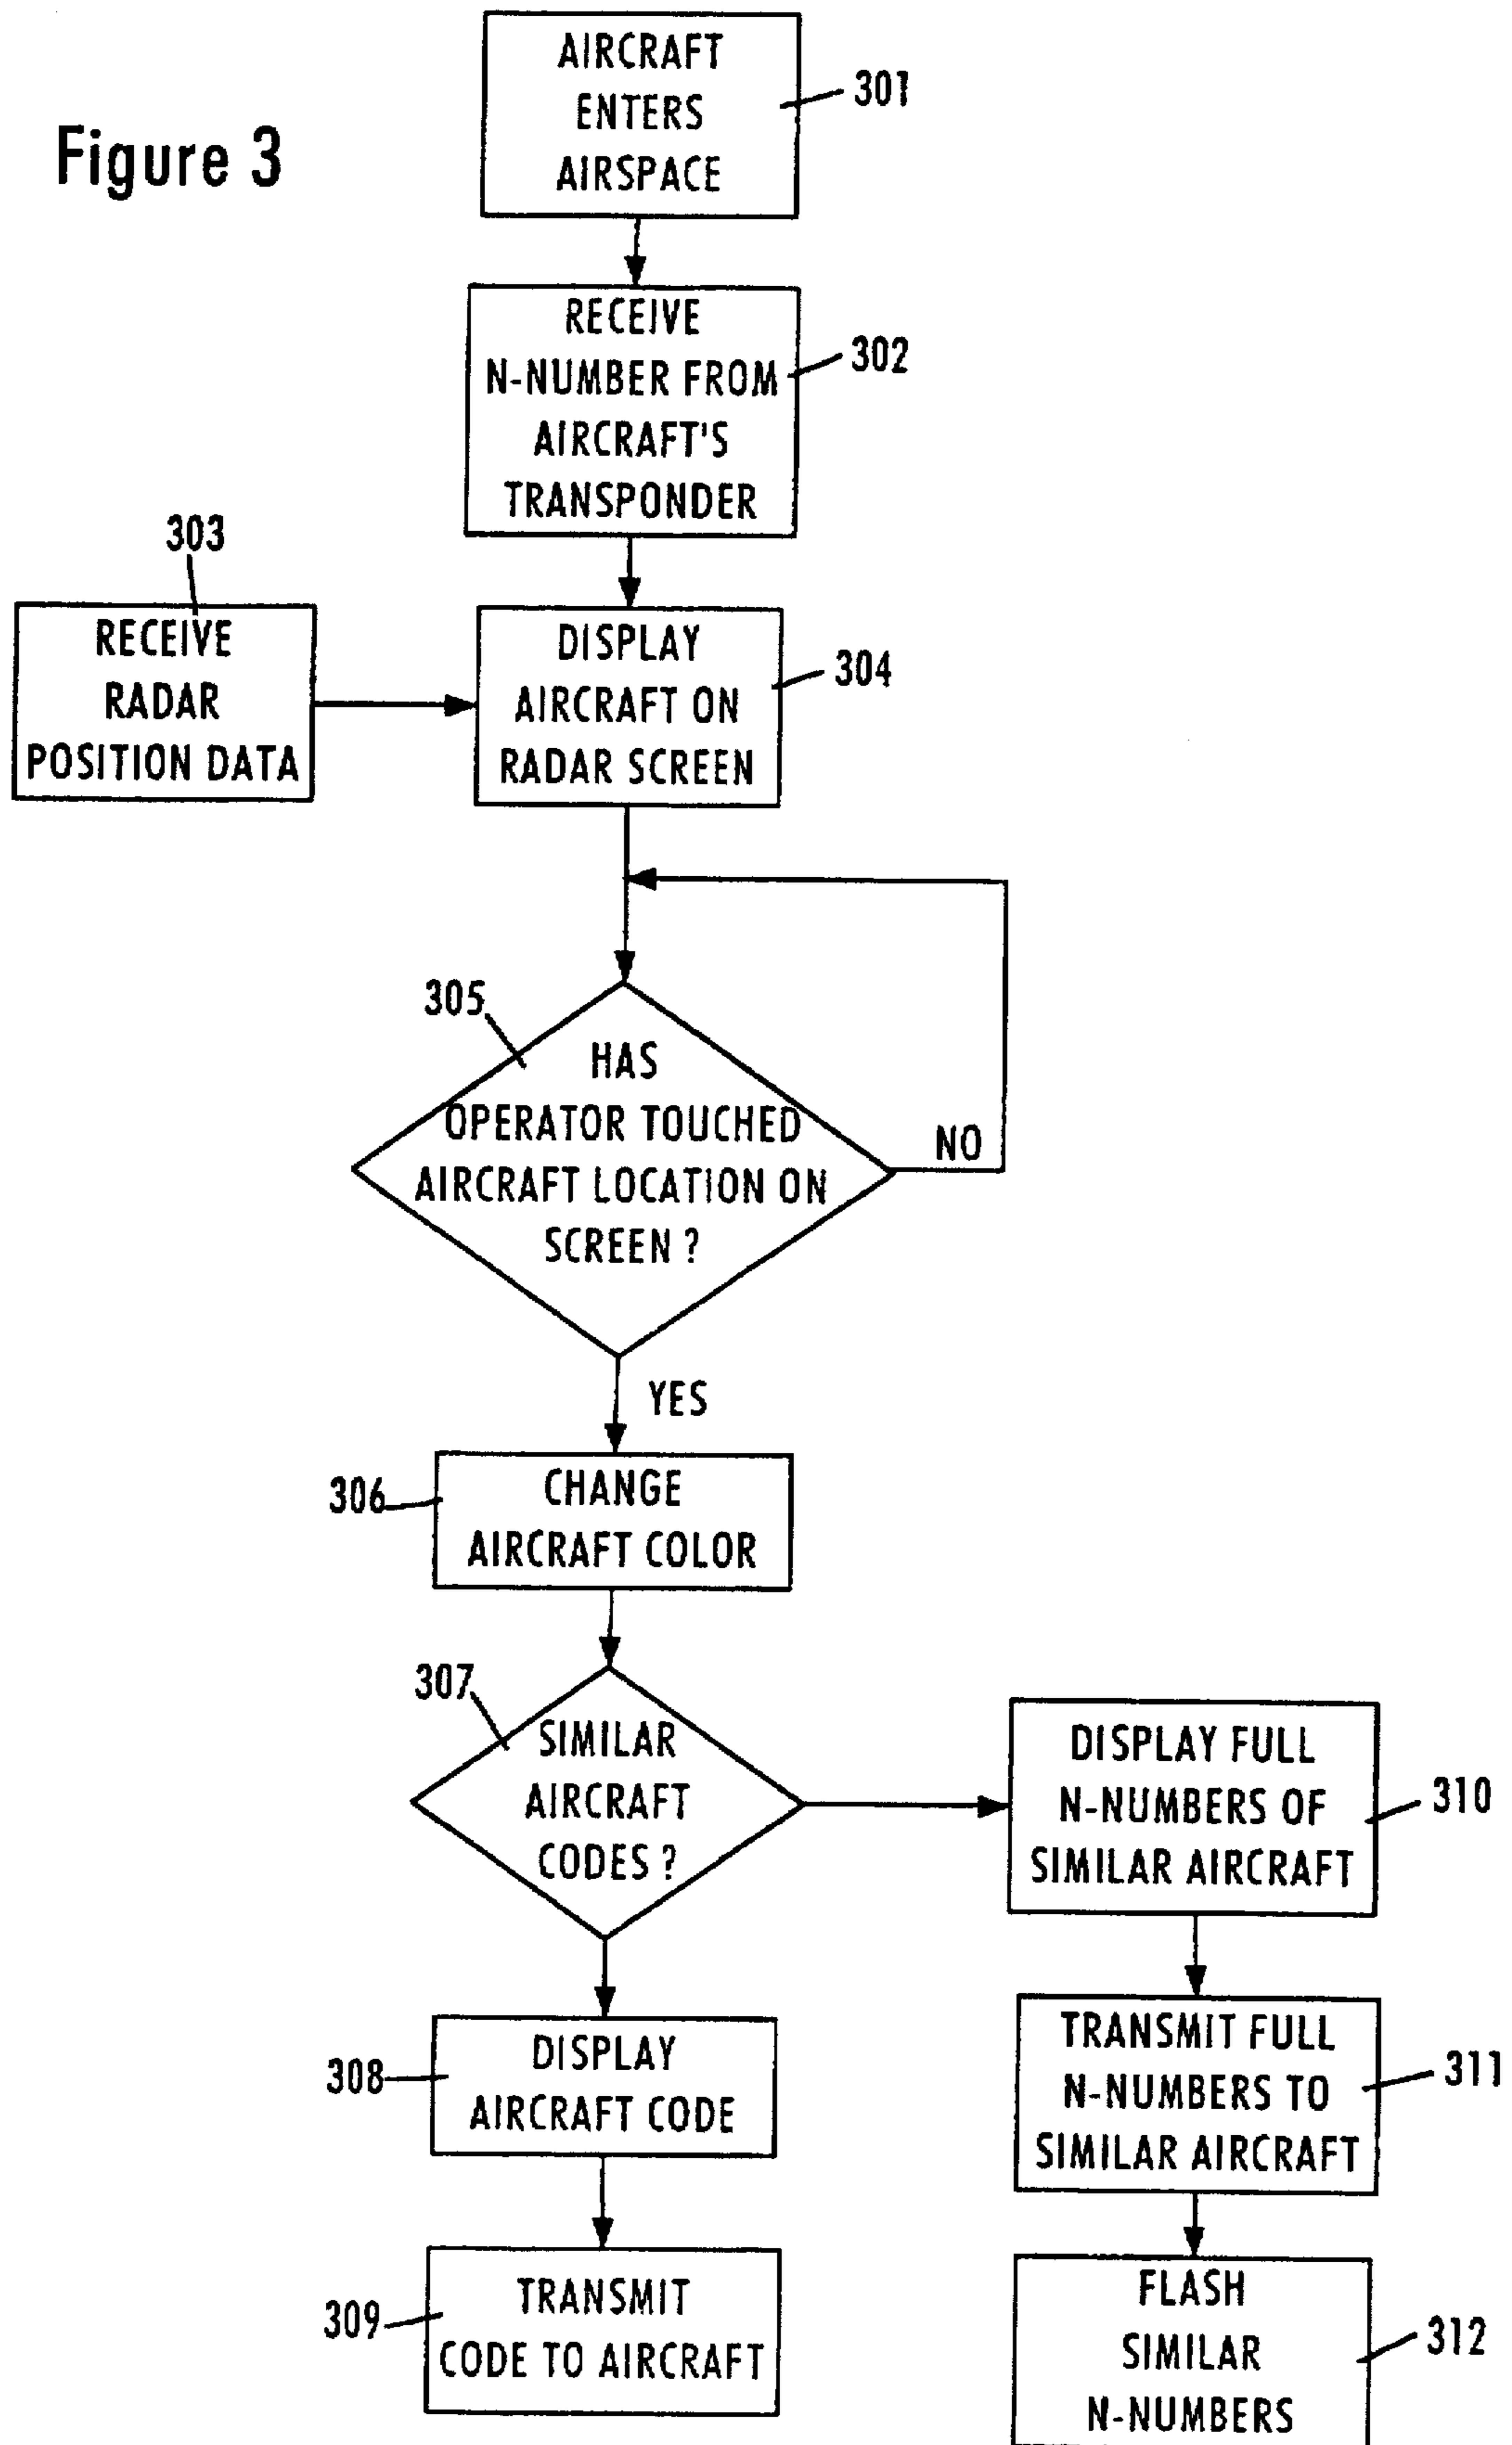 Figure 3
AIRCRAFT
ENTERS
AIRSPACE
301
RECEIVE
N-NUMBER FROM
AIRCRAFT'S
TRANSPONDER
302
303
RECEIVE
RADAR
POSITION DATA
DISPLAY
AIRCRAFT ON
RADAR SCREEN
304
305
HAS
OPERATOR TOUCHED
AIRCRAFT LOCATION ON
SCREEN ?
NO
YES
306
CHANGE
AIRCRAFT COLOR
307
SIMILAR
AIRCRAFT
CODES ?
DISPLAY FULL
N-NUMBERS OF
SIMILAR AIRCRAFT
310
308
DISPLAY
AIRCRAFT CODE
TRANSMIT FULL
N-NUMBERS TO
SIMILAR AIRCRAFT
311
309
TRANSMIT
CODE TO AIRCRAFT
FLASH
SIMILAR
N-NUMBERS
312